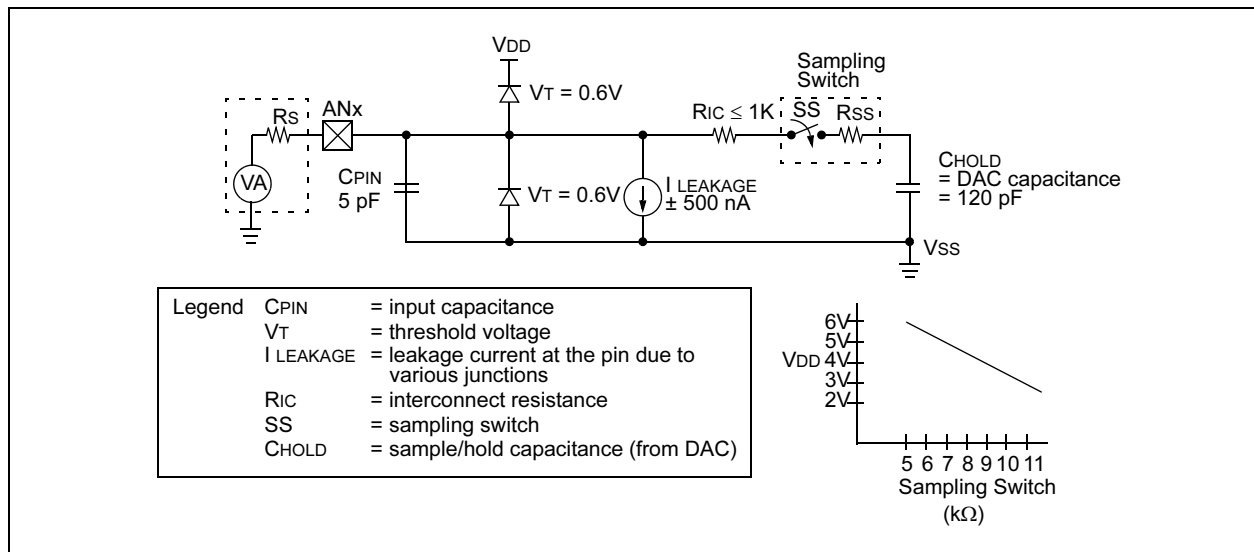 VDD
Sampling
Switch
VT = 0.6V
RS
ANx
RIC ≤ 1K
SS
RSS
VA
CPIN
5 pF
VT = 0.6V
I LEAKAGE
± 500 nA
CHOLD
= DAC capacitance
= 120 pF
VSS
Legend CPIN = input capacitance
VT = threshold voltage
I LEAKAGE = leakage current at the pin due to
various junctions
RIC = interconnect resistance
SS = sampling switch
CHOLD = sample/hold capacitance (from DAC)
6V
5V
VDD 4V
3V
2V
5 6 7 8 9 10 11
Sampling Switch
(kΩ)